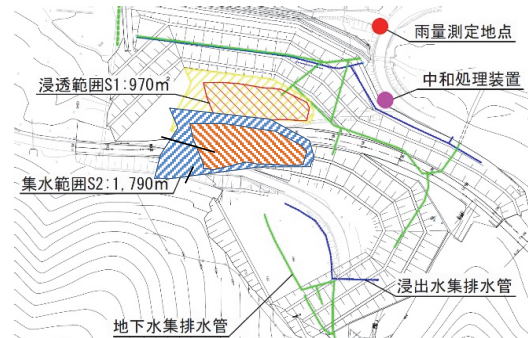 雨量測定地点
浸透範囲S1:970㎡
中和処理装置
集水範囲S2:1,790㎡
浸出水集排水管
地下水集排水管